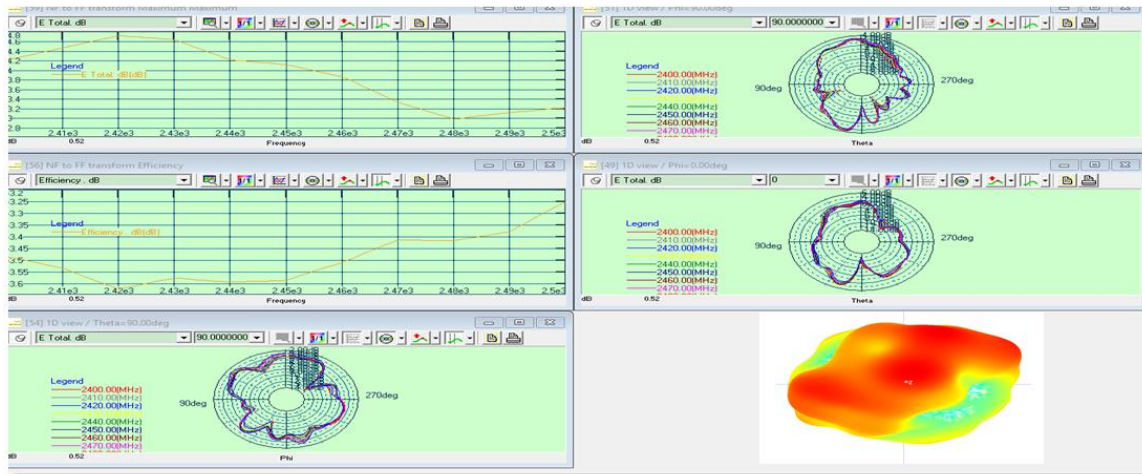 [59] NF to FF transform Maximum Maximum
E Total. dB
4.8
4.6
4.4
4.2
3.8
3.6
3.4
3.2
2.8
Legend
E Total. dB(dB)
2.41e3 2.42e3 2.43e3 2.44e3 2.45e3 2.46e3 2.47e3 2.48e3 2.49e3 2.5e3
dB 0.52 Frequency
[51] 1D view / Phi=90.00deg
E Total. dB 90.0000000
Legend
2400.00(MHz)
2410.00(MHz)
2420.00(MHz)
2440.00(MHz)
2450.00(MHz)
2460.00(MHz)
2470.00(MHz)
90deg
270deg
dB 0.52 Theta
[56] NF to FF transform Efficiency
Efficiency . dB
3.2
3.25
-3.3
3.35
-3.4
3.45
-3.5
3.55
-3.6
Legend
Efficiency . dB(dB)
2.41e3 2.42e3 2.43e3 2.44e3 2.45e3 2.46e3 2.47e3 2.48e3 2.49e3 2.5e3
dB 0.52 Frequency
[49] 1D view / Phi=0.00deg
E Total. dB 0
Legend
2400.00(MHz)
2410.00(MHz)
2420.00(MHz)
2440.00(MHz)
2450.00(MHz)
2460.00(MHz)
2470.00(MHz)
90deg
270deg
dB 0.52 Theta
[54] 1D view / Theta=90.00deg
E Total. dB 90.0000000
Legend
2400.00(MHz)
2410.00(MHz)
2420.00(MHz)
2440.00(MHz)
2450.00(MHz)
2460.00(MHz)
2470.00(MHz)
90deg
270deg
dB 0.52 Phi
+Z